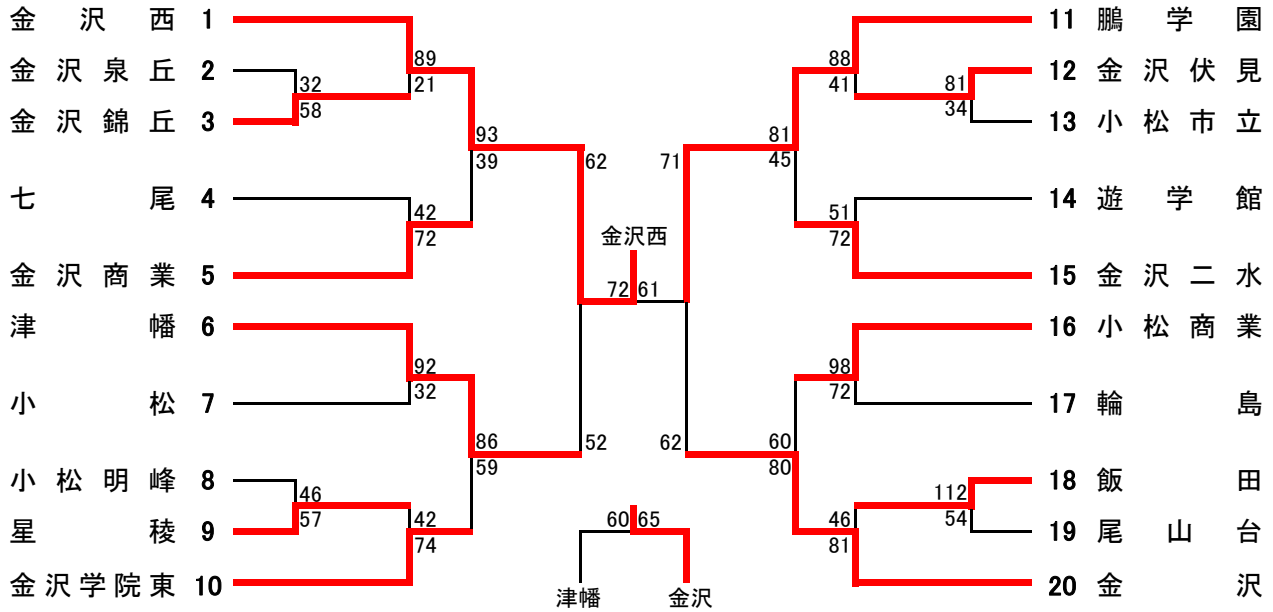 金沢西 1
金沢泉丘 2
金沢錦丘 3
七尾 4
金沢商業 5
津幡 6
小松 7
小松明峰 8
星稜 9
金沢学院東 10
32
58
89
21
42
72
92
32
46
57
42
74
93
39
86
59
62
52
金沢西
72 61
60 65
津幡 金沢
71
62
81
45
60
80
88
41
51
72
98
72
46
81
81
34
112
54
11 鵬学園
12 金沢伏見
13 小松市立
14 遊学館
15 金沢二水
16 小松商業
17 輪島
18 飯田
19 尾山台
20 金沢